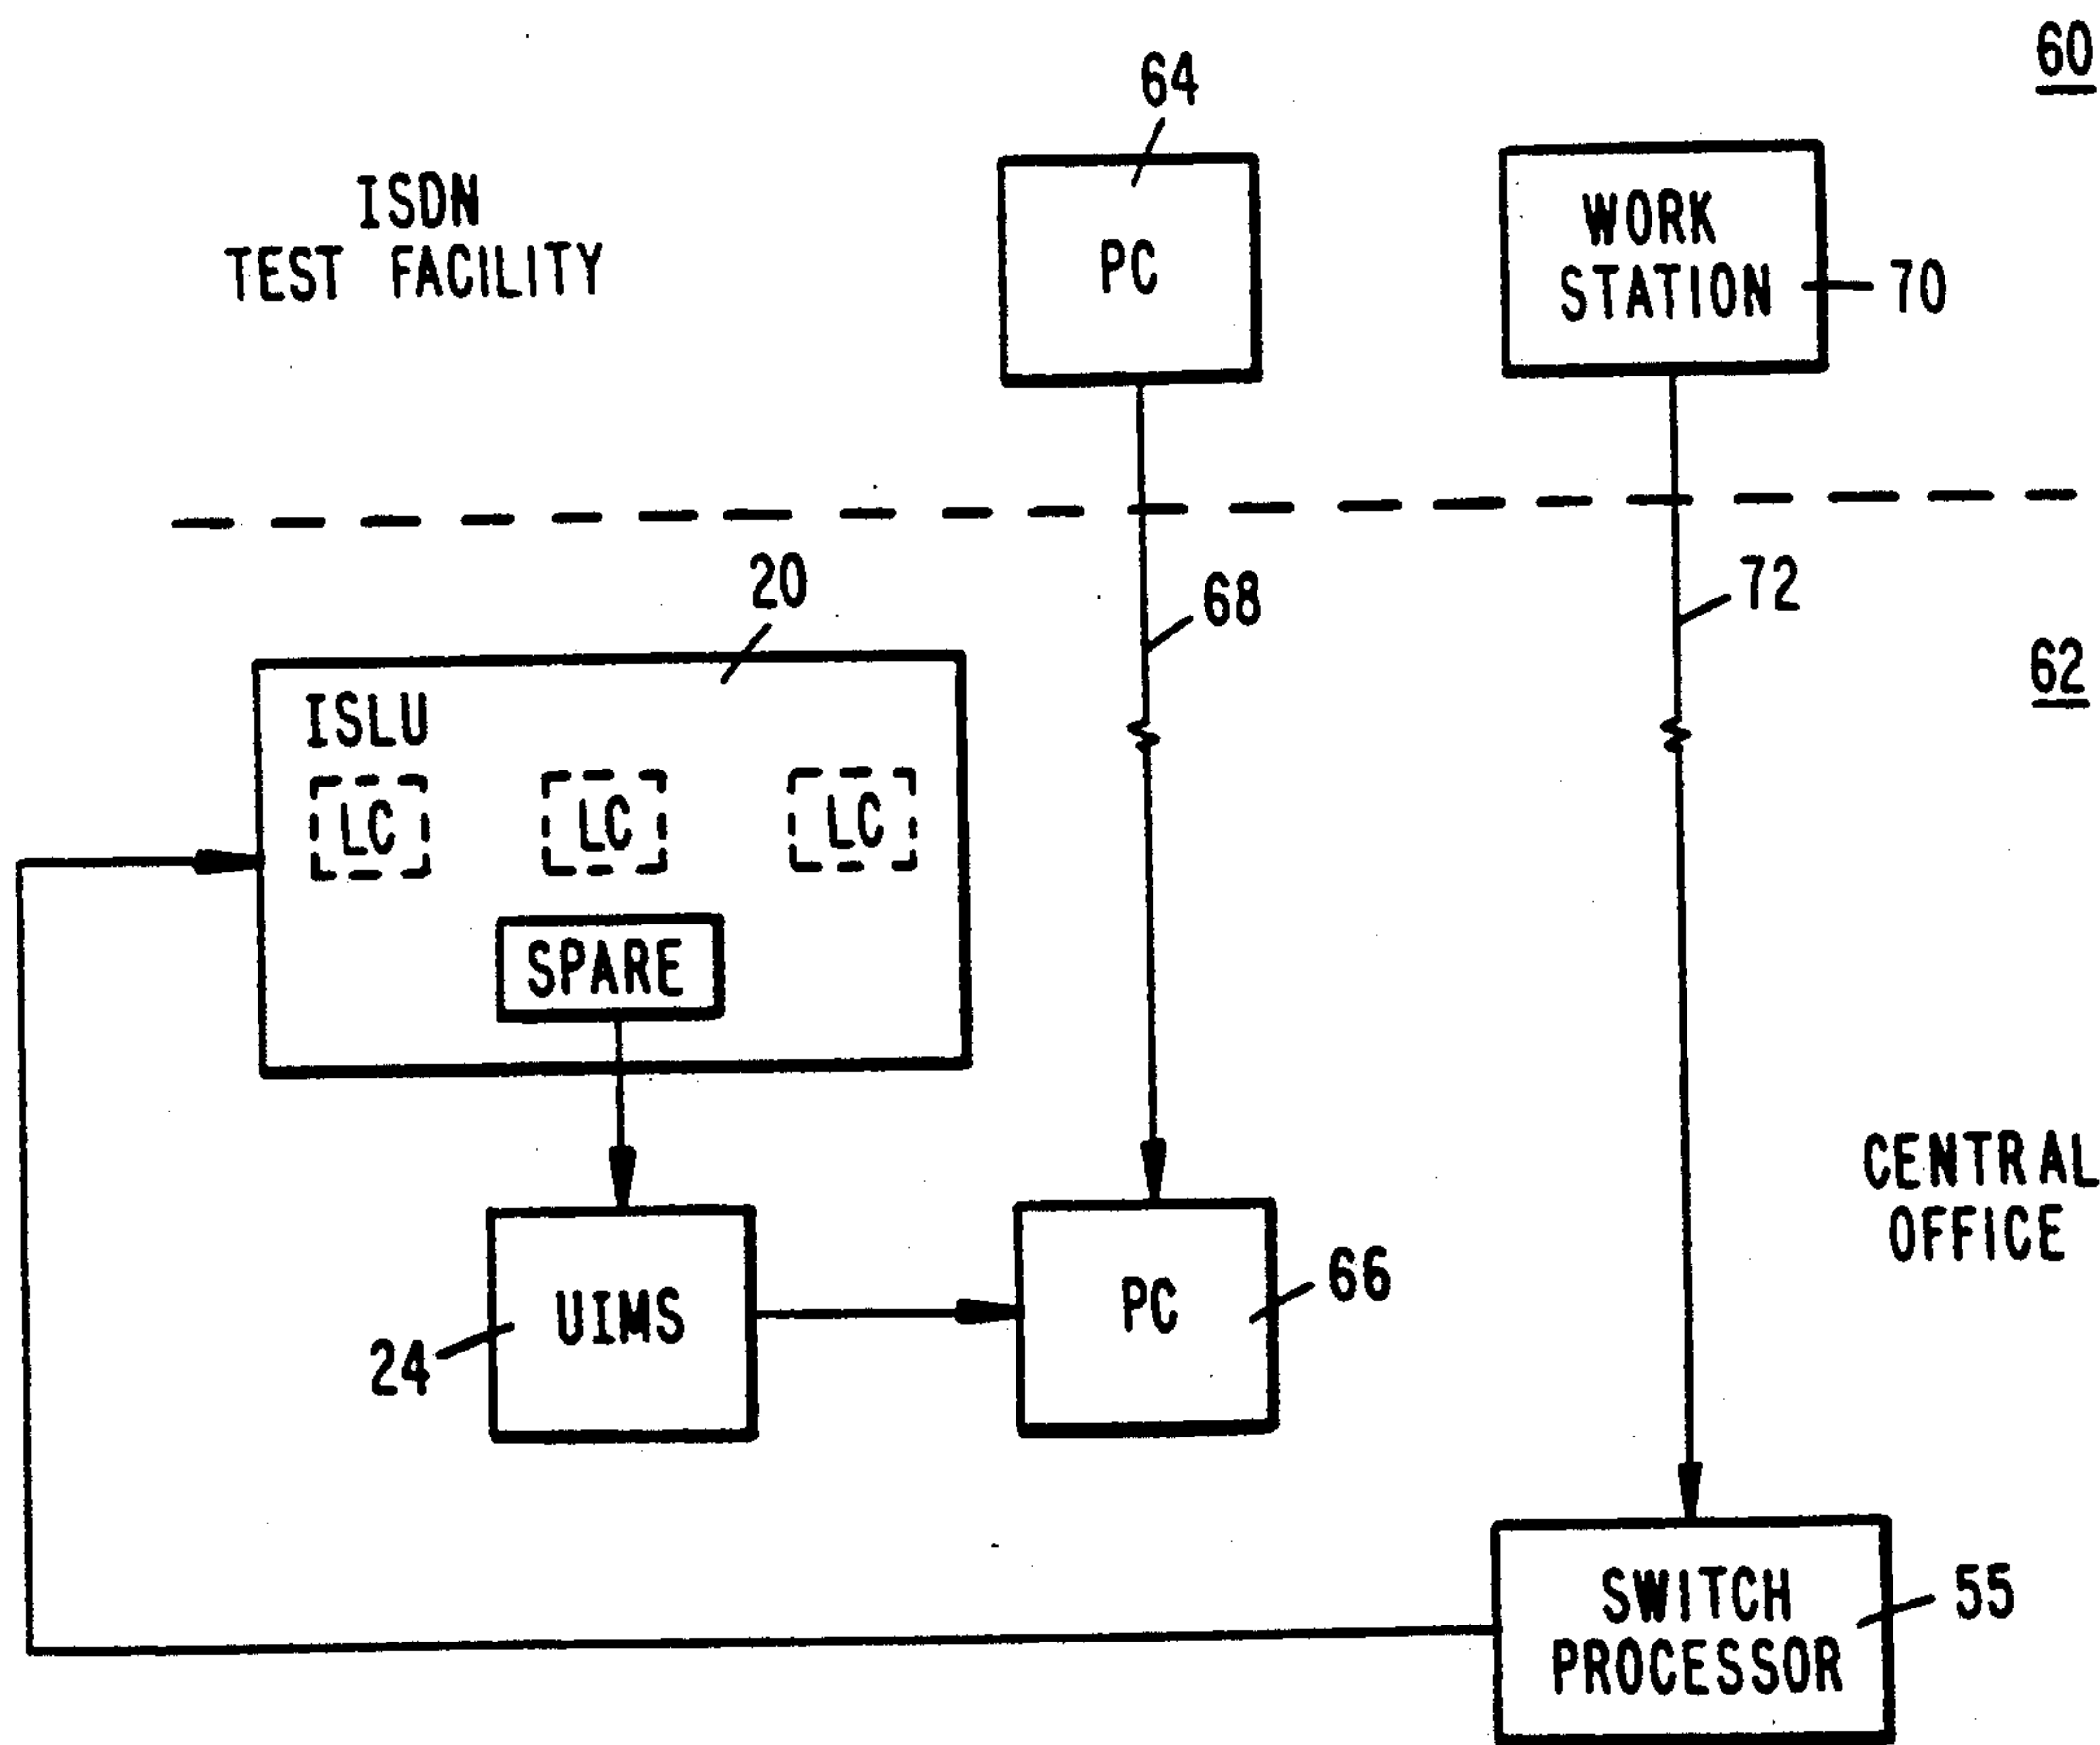 60
64
ISDN
TEST FACILITY
PC
WORK
STATION
70
20
68
72
62
ISLU
LC LC LC
SPARE
CENTRAL
OFFICE
UIMS
24
PC
66
SWITCH
PROCESSOR
55